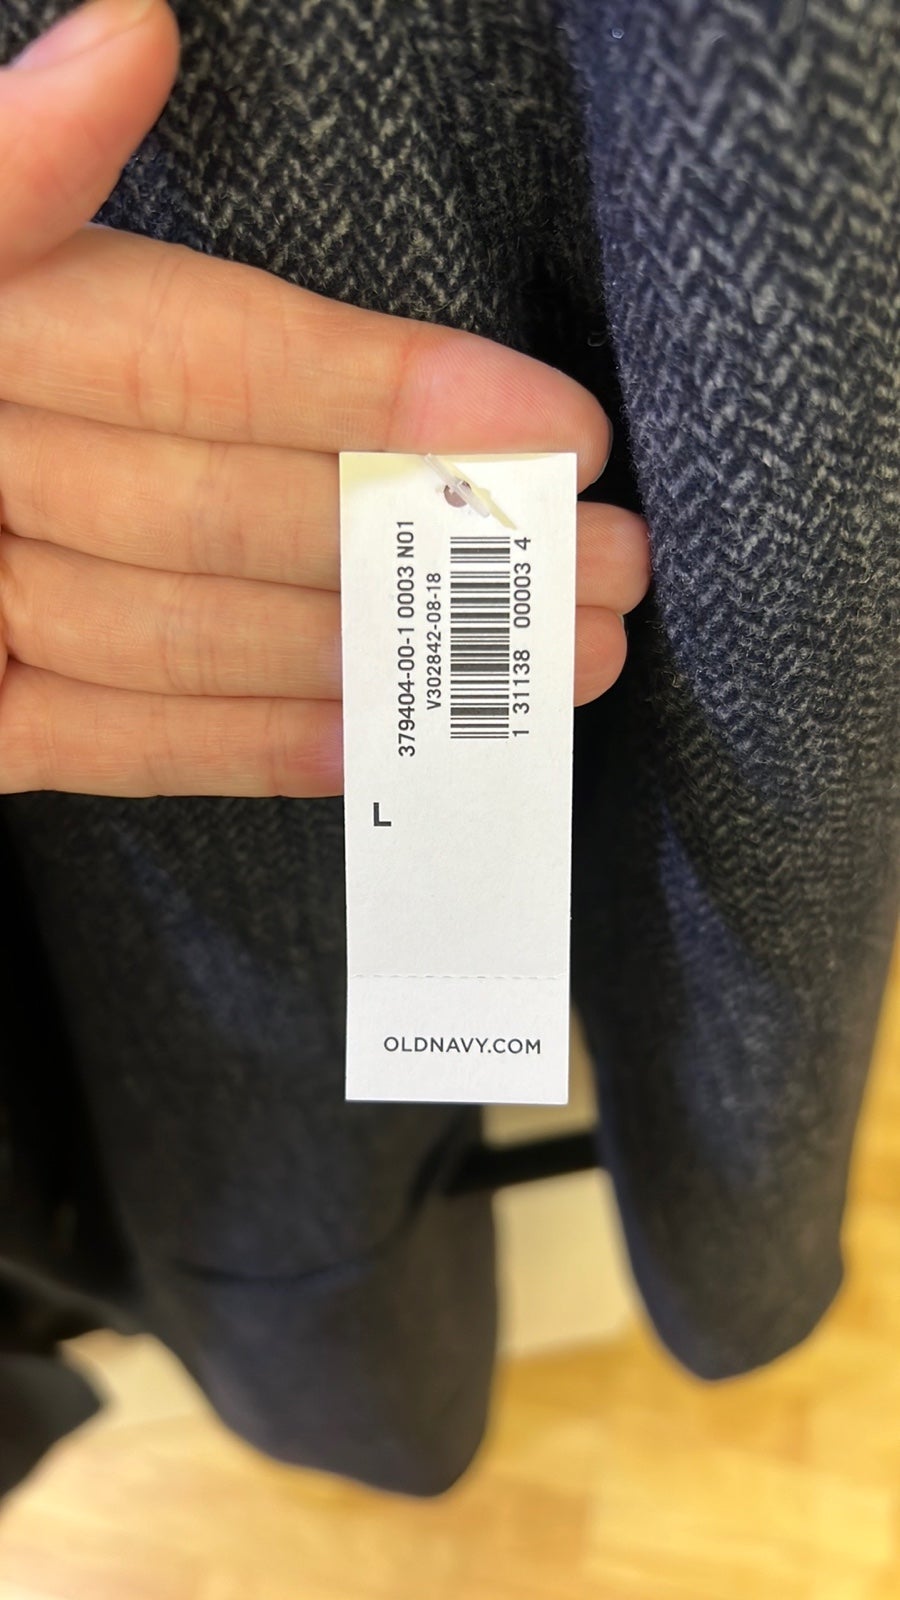 379404-00-1 0003 N01
V302842-08-18
1 31138 00003 4
L
OLDNAVY.COM